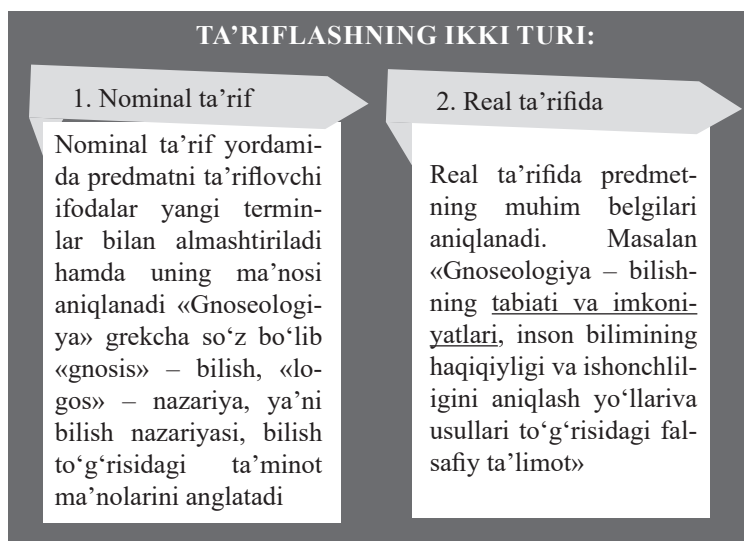 TA’RIFLASHNING IKKI TURI:
1. Nominal ta’rif
Nominal ta’rif yordami-
da predmatni ta’riflovchi
ifodalar yangi termin-
lar bilan almashtiriladi
hamda uning ma’nosi
aniqlanadi «Gnoseologi-
ya» grekcha so‘z bo‘lib
«gnosis» – bilish, «lo-
gos» – nazariya, ya’ni
bilish nazariyasi, bilish
to‘g‘risidagi ta’minot
ma’nolarini anglatadi
2. Real ta’rifida
Real ta’rifida predmet-
ning muhim belgilari
aniqlanadi. Masalan
«Gnoseologiya – bilish-
ning tabiati va imkoni-
yatlari, inson bilimining
haqiqiyligi va ishonchlil-
igini aniqlash yo‘llariva
usullari to‘g‘risidagi fal-
safiy ta’limot»